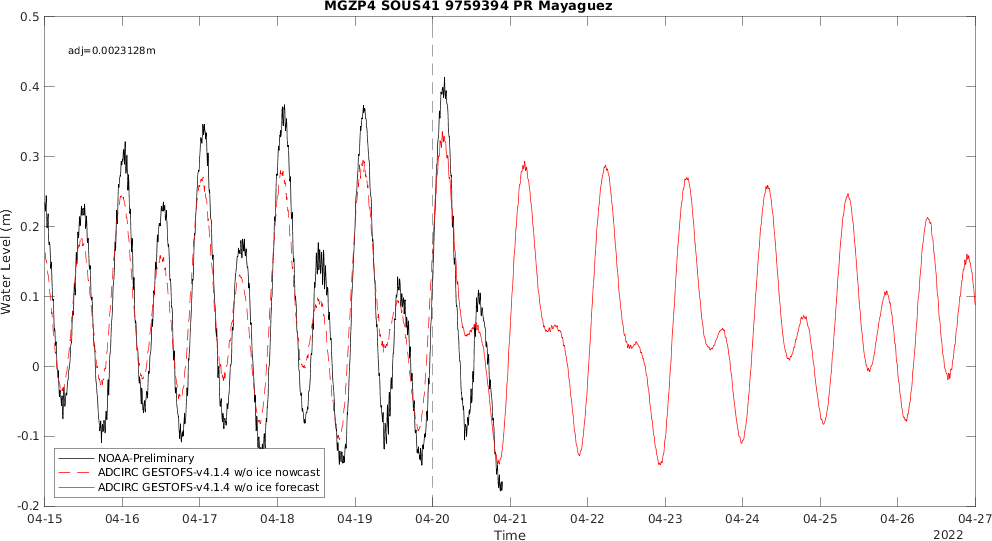 MGZP4 SOUS41 9759394 PR Mayaguez
0.5
adj=0.0023128m
0.4
0.3
0.2
0.1
0
-0.1
-0.2
Water Level (m)
NOAA-Preliminary
ADCIRC GESTOFS-v4.1.4 w/o ice nowcast
ADCIRC GESTOFS-v4.1.4 w/o ice forecast
04-15 04-16 04-17 04-18 04-19 04-20 04-21 04-22 04-23 04-24 04-25 04-26 04-27
Time
2022